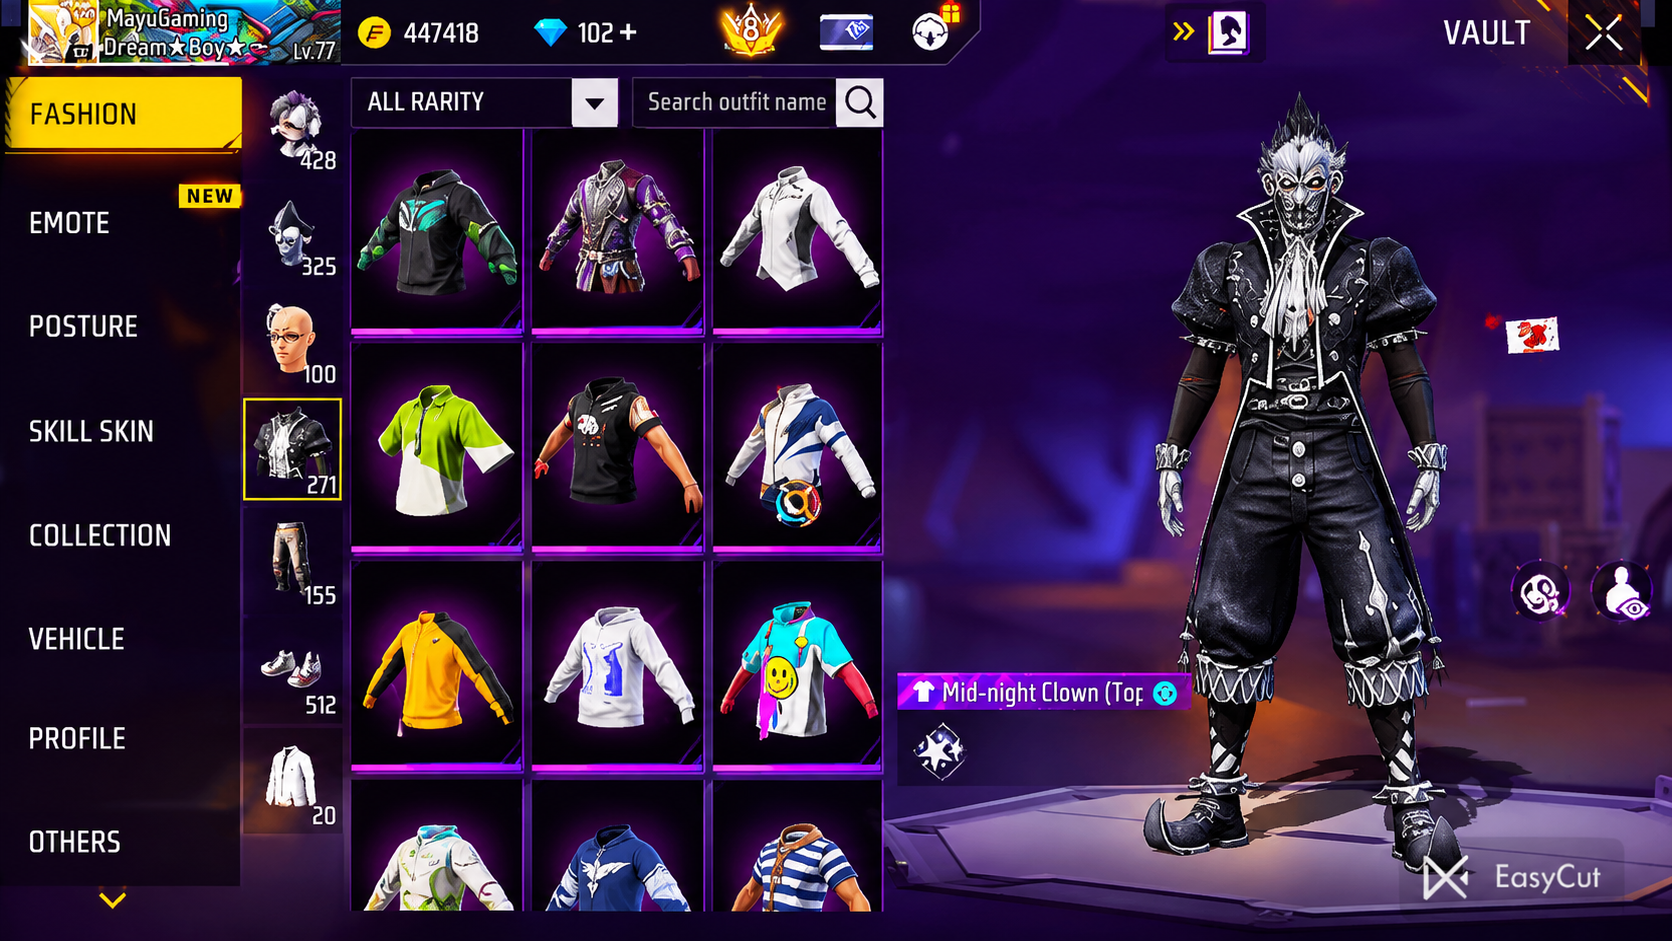 MayuGaming
Dream★Boy★
Lv.77
447418
102 +
8
VAULT
FASHION
ALL RARITY
Search outfit name
428
NEW
EMOTE
325
POSTURE
100
SKILL SKIN
271
COLLECTION
155
VEHICLE
512
Mid-night Clown (Top
PROFILE
20
OTHERS
EasyCut